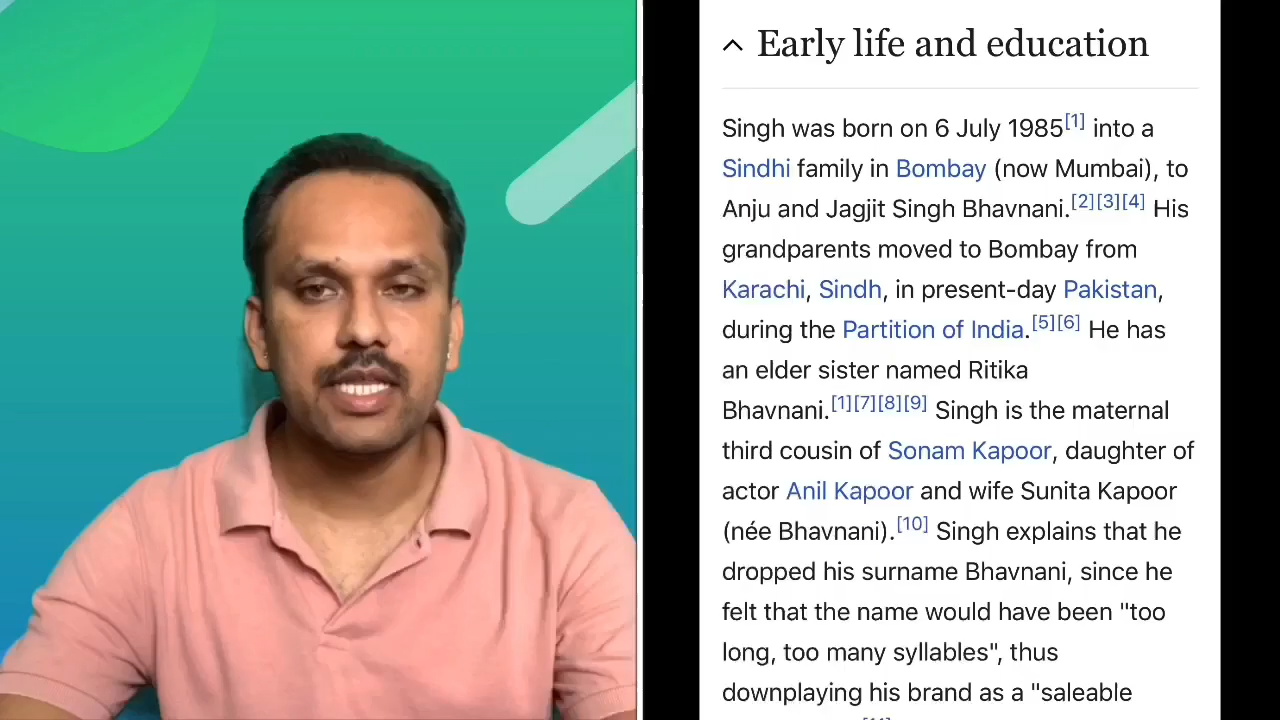 Early life and education
Singh was born on 6 July 1985[1] into a
Sindhi family in Bombay (now Mumbai), to
Anju and Jagjit Singh Bhavnani.[2][3][4] His
grandparents moved to Bombay from
Karachi, Sindh, in present-day Pakistan,
during the Partition of India.[5][6] He has
an elder sister named Ritika
Bhavnani.[1][7][8][9] Singh is the maternal
third cousin of Sonam Kapoor, daughter of
actor Anil Kapoor and wife Sunita Kapoor
(née Bhavnani).[10] Singh explains that he
dropped his surname Bhavnani, since he
felt that the name would have been "too
long, too many syllables", thus
downplaying his brand as a "saleable